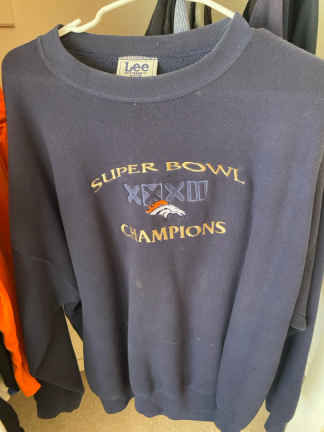 Lee
SUPER BOWL
XXXII
CHAMPIONS